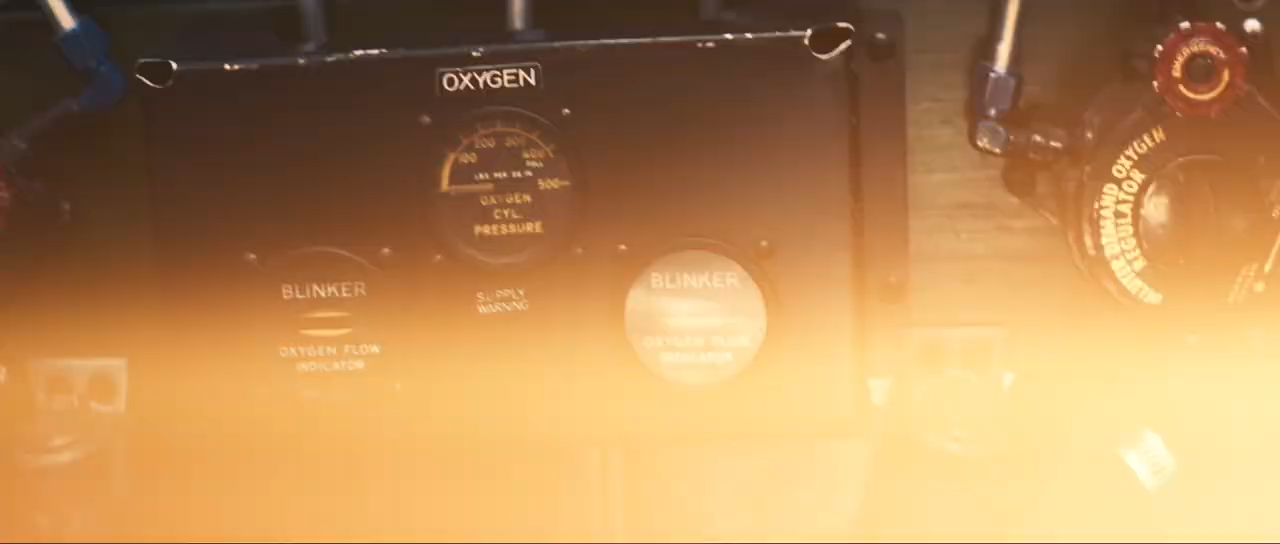 OXYGEN
100 200 300 400 500
FULL
LBS PER SQ IN
OXYGEN
CYL.
PRESSURE
BLINKER
OXYGEN FLOW
INDICATOR
SUPPLY
WARNING
BLINKER
OXYGEN FLOW
INDICATOR
EMERGENCY
DEMAND OXYGEN
REGULATOR